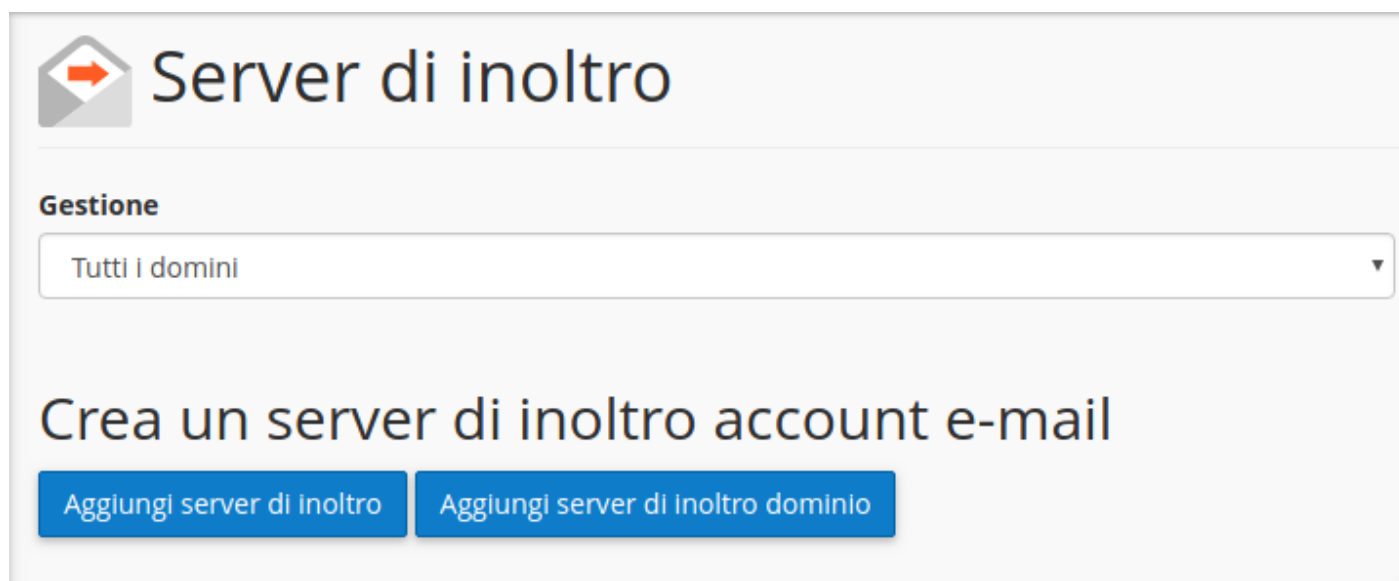 Server di inoltro
Gestione
Tutti i domini
Crea un server di inoltro account e-mail
Aggiungi server di inoltro
Aggiungi server di inoltro dominio